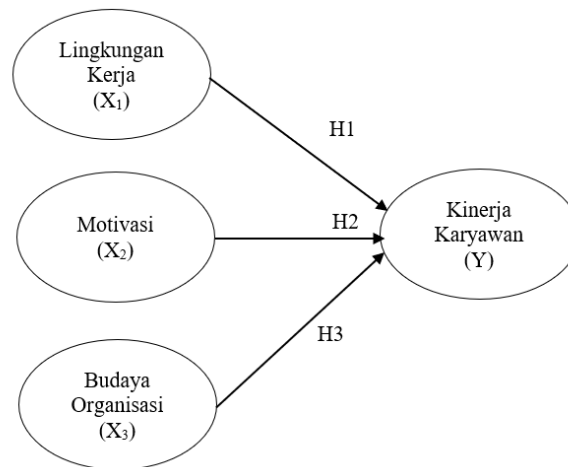 Lingkungan
Kerja
(X₁)
H1
Motivasi
(X₂)
H2
Kinerja
Karyawan
(Y)
H3
Budaya
Organisasi
(X₃)